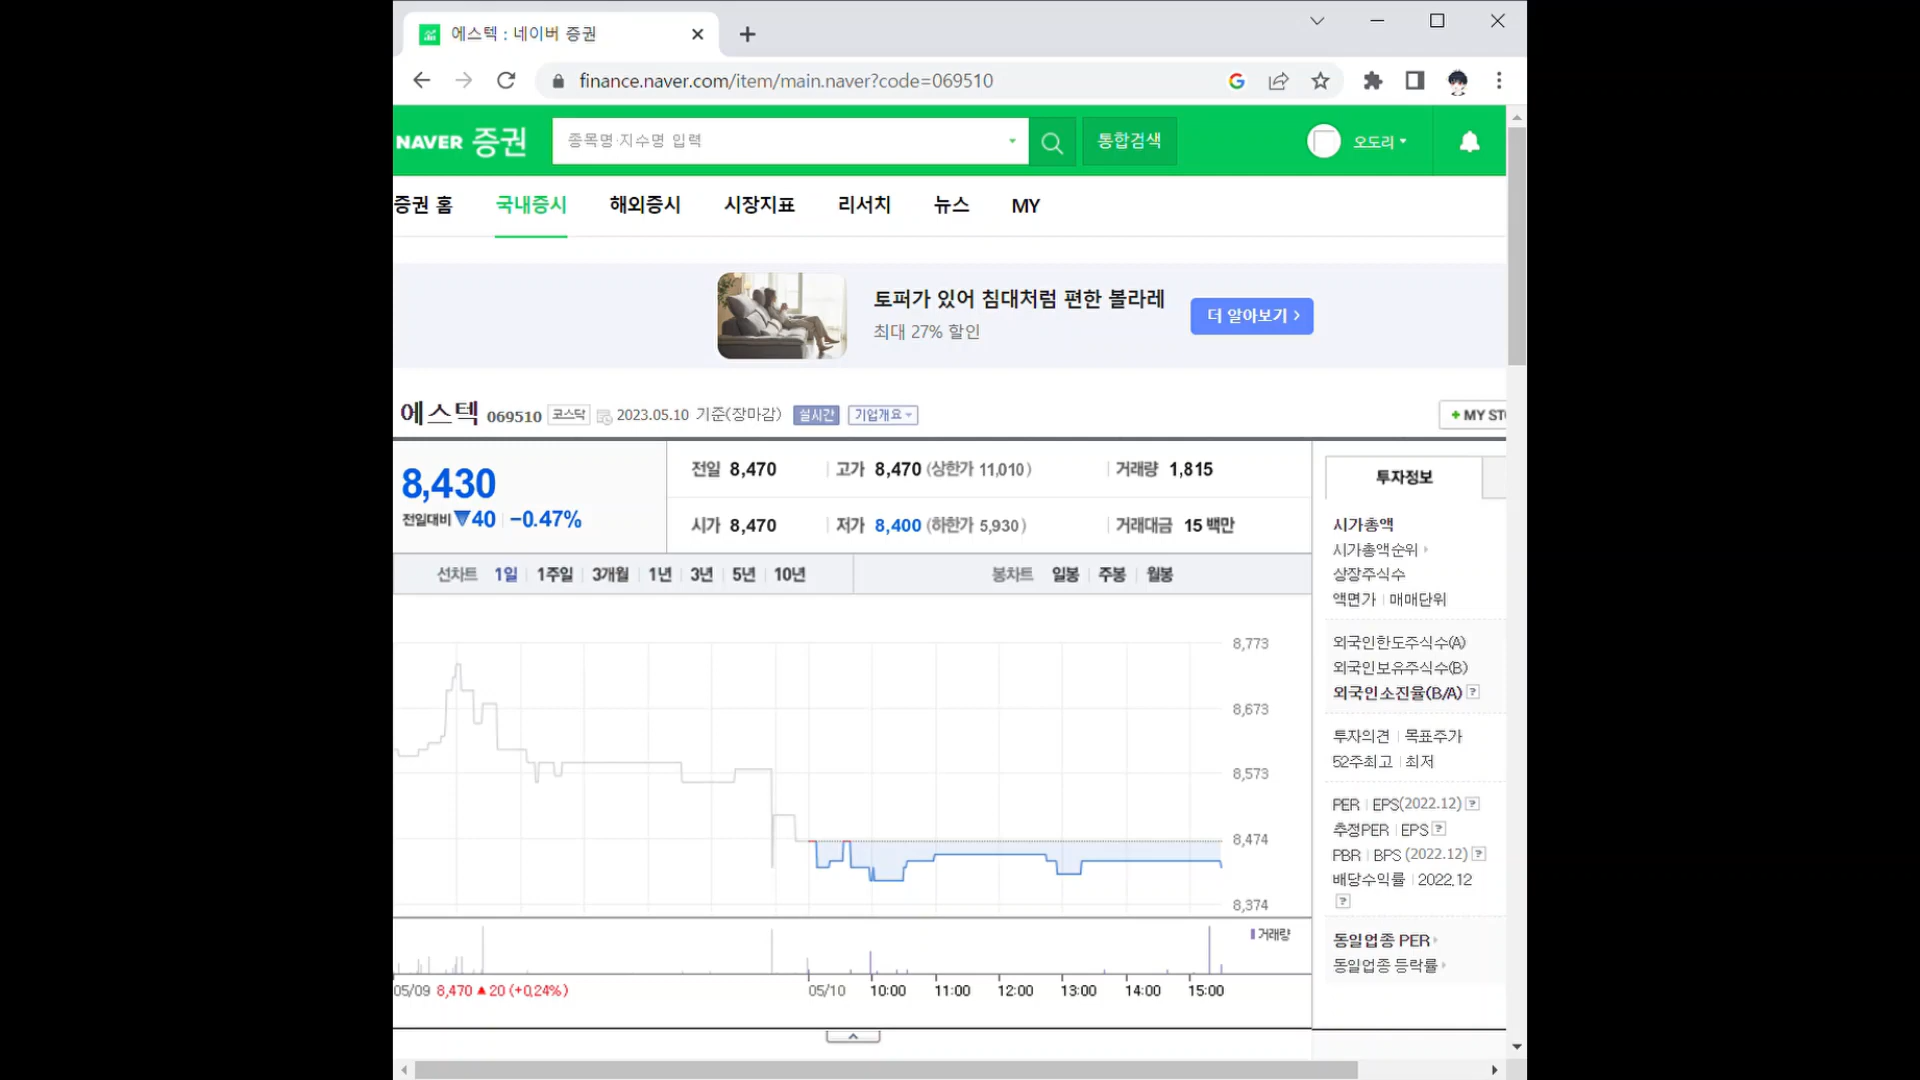 에스텍 : 네이버 증권
finance.naver.com/item/main.naver?code=069510
NAVER 증권 종목명·지수명 입력 통합검색 오도리
증권 홈 국내증시 해외증시 시장지표 리서치 뉴스 MY
토퍼가 있어 침대처럼 편한 볼라레
최대 27% 할인
더 알아보기 >
에스텍 069510 코스닥 2023.05.10 기준(장마감) 실시간 기업개요 + MY ST
8,430
전일대비 ▼40 -0.47%
전일 8,470 고가 8,470 (상한가 11,010) 거래량 1,815
시가 8,470 저가 8,400 (하한가 5,930) 거래대금 15 백만
선차트 1일 1주일 3개월 1년 3년 5년 10년 봉차트 일봉 주봉 월봉
8,773
8,673
8,573
8,474
8,374
거래량
05/09 8,470 ▲20 (+0.24%) 05/10 10:00 11:00 12:00 13:00 14:00 15:00
투자정보
시가총액
시가총액순위
상장주식수
액면가 매매단위
외국인한도주식수(A)
외국인보유주식수(B)
외국인소진율(B/A) ?
투자의견 목표주가
52주최고 최저
PER EPS(2022.12) ?
추정PER EPS ?
PBR BPS (2022.12) ?
배당수익률 2022.12
?
동일업종 PER
동일업종 등락률